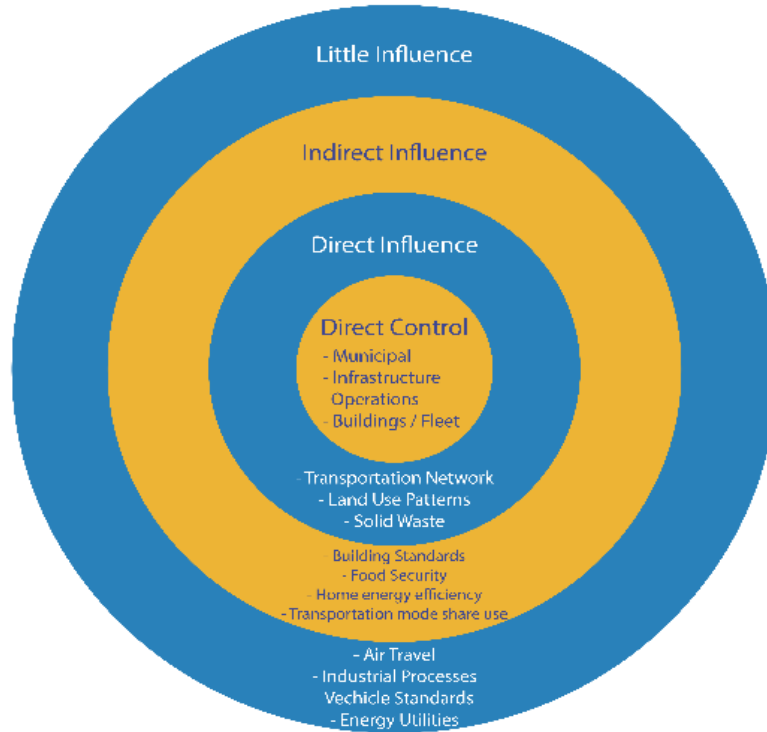 Little Influence
Indirect Influence
Direct Influence
Direct Control
- Municipal
- Infrastructure
Operations
- Buildings / Fleet
- Transportation Network
- Land Use Patterns
- Solid Waste
- Building Standards
- Food Security
- Home energy efficiency
- Transportation mode share use
- Air Travel
- Industrial Processes
Vechicle Standards
- Energy Utilities